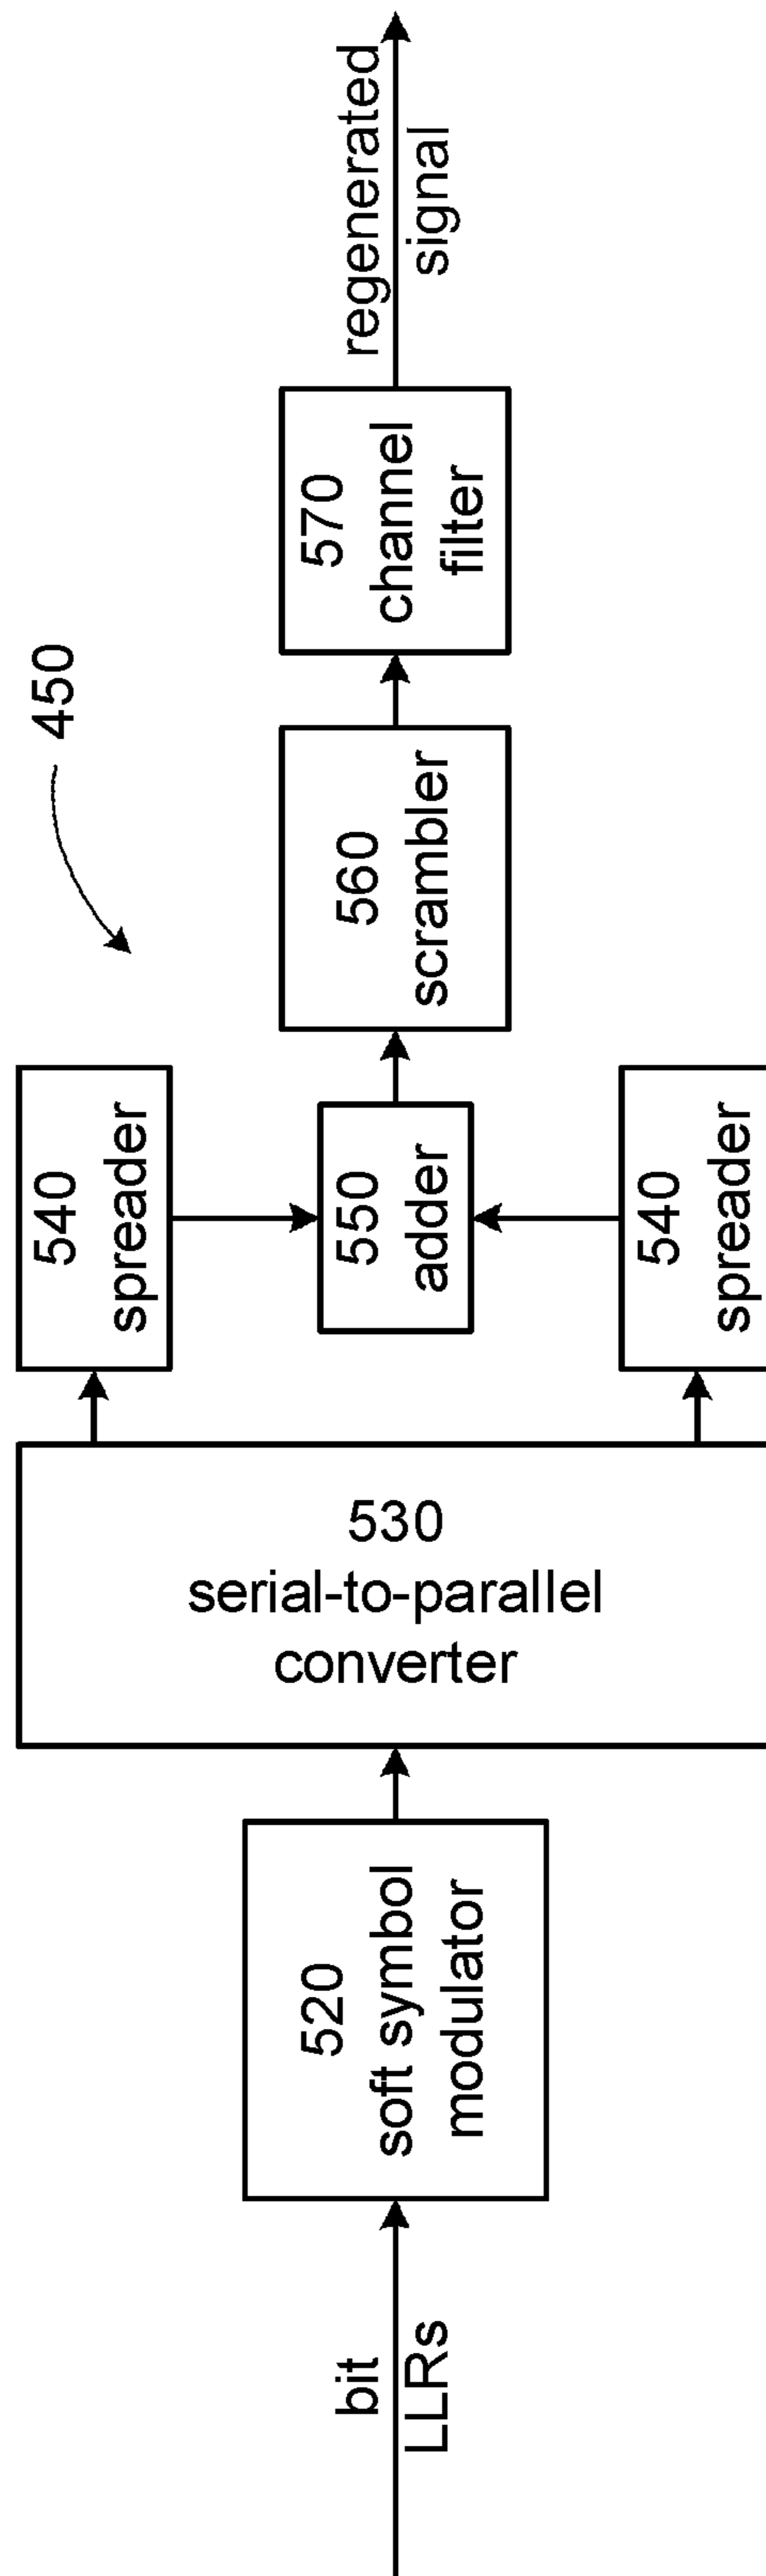 450
bit
LLRs
520
soft symbol
modulator
530
serial-to-parallel
converter
540
spreader
540
spreader
550
adder
560
scrambler
570
channel
filter
regenerated
signal